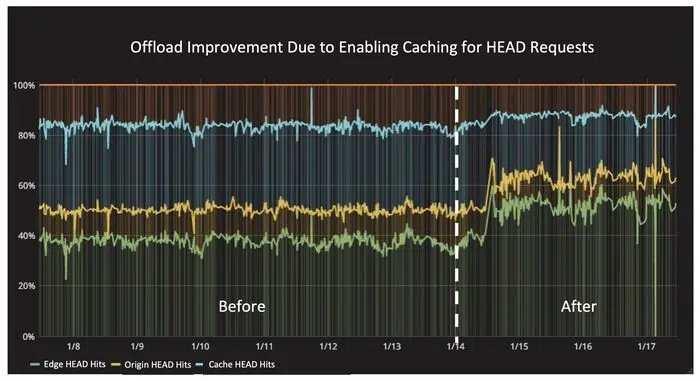 Offload Improvement Due to Enabling Caching for HEAD Requests
100%
80%
60%
40%
20%
0%
Before
After
1/8 1/9 1/10 1/11 1/12 1/13 1/14 1/15 1/16 1/17
Edge HEAD Hits Origin HEAD Hits Cache HEAD Hits